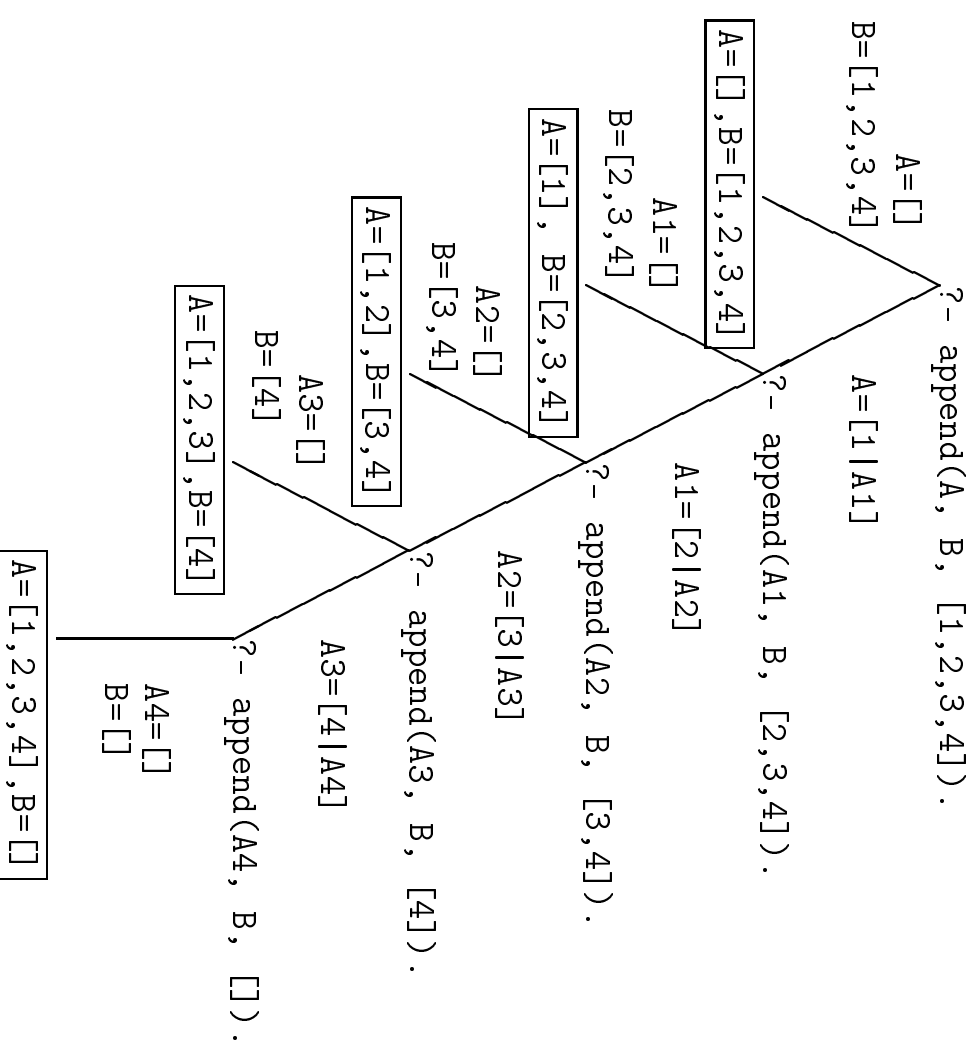 ?- append(A, B, [1,2,3,4]).
A=[]
B=[1,2,3,4]
A=[1|A1]
A=[],B=[1,2,3,4]
?- append(A1, B, [2,3,4]).
A1=[]
B=[2,3,4]
A1=[2|A2]
A=[1], B=[2,3,4]
?- append(A2, B, [3,4]).
A2=[]
B=[3,4]
A2=[3|A3]
A=[1,2],B=[3,4]
?- append(A3, B, [4]).
A3=[]
B=[4]
A3=[4|A4]
A=[1,2,3],B=[4]
?- append(A4, B, []).
A4=[]
B=[]
A=[1,2,3,4],B=[]